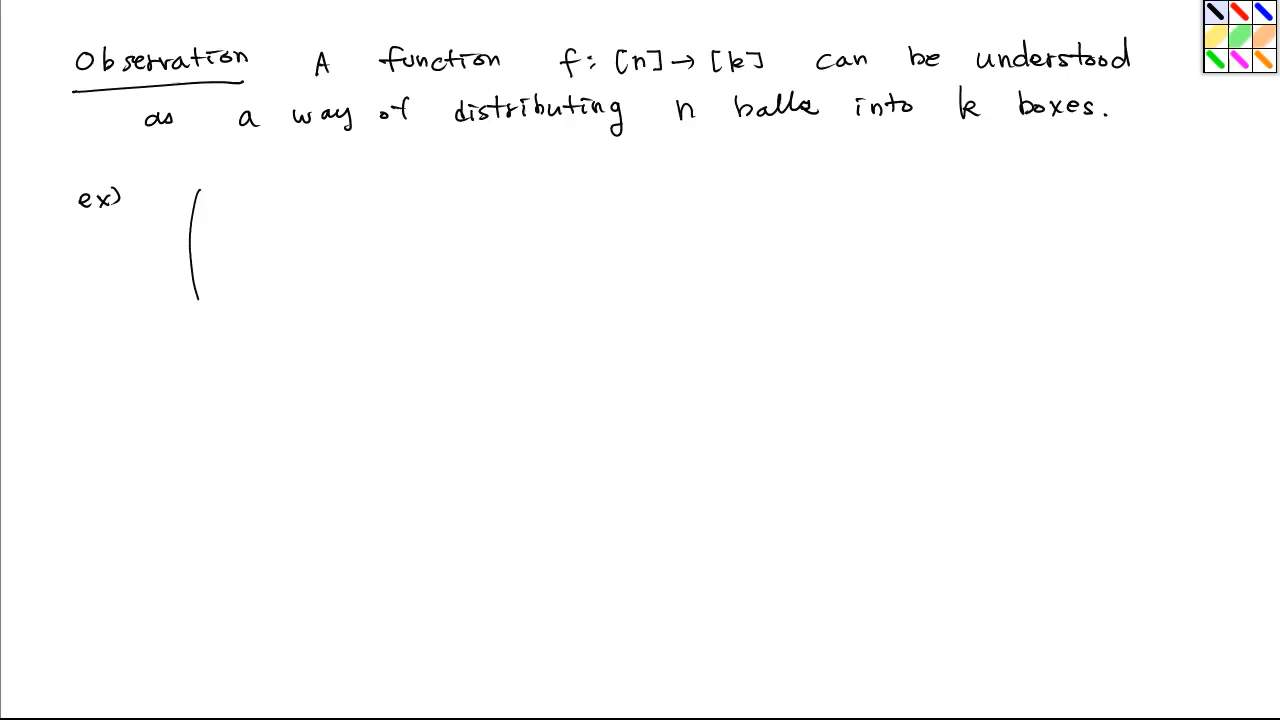 Observation A function f: [n] → [k] can be understood
as a way of distributing n balls into k boxes.
ex) (